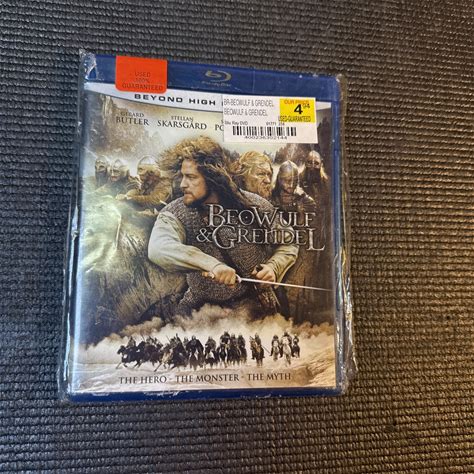 USED
100%
GUARANTEED
BEYOND HIGH
BR-BEOWULF & GRENDEL
BEOWULF & GRENDEL
4
USED-GUARANTEED
GERARD
BUTLER
STELLAN
SKARSGÅRD
BEOWULF
& GRENDEL
THE HERO - THE MONSTER - THE MYTH